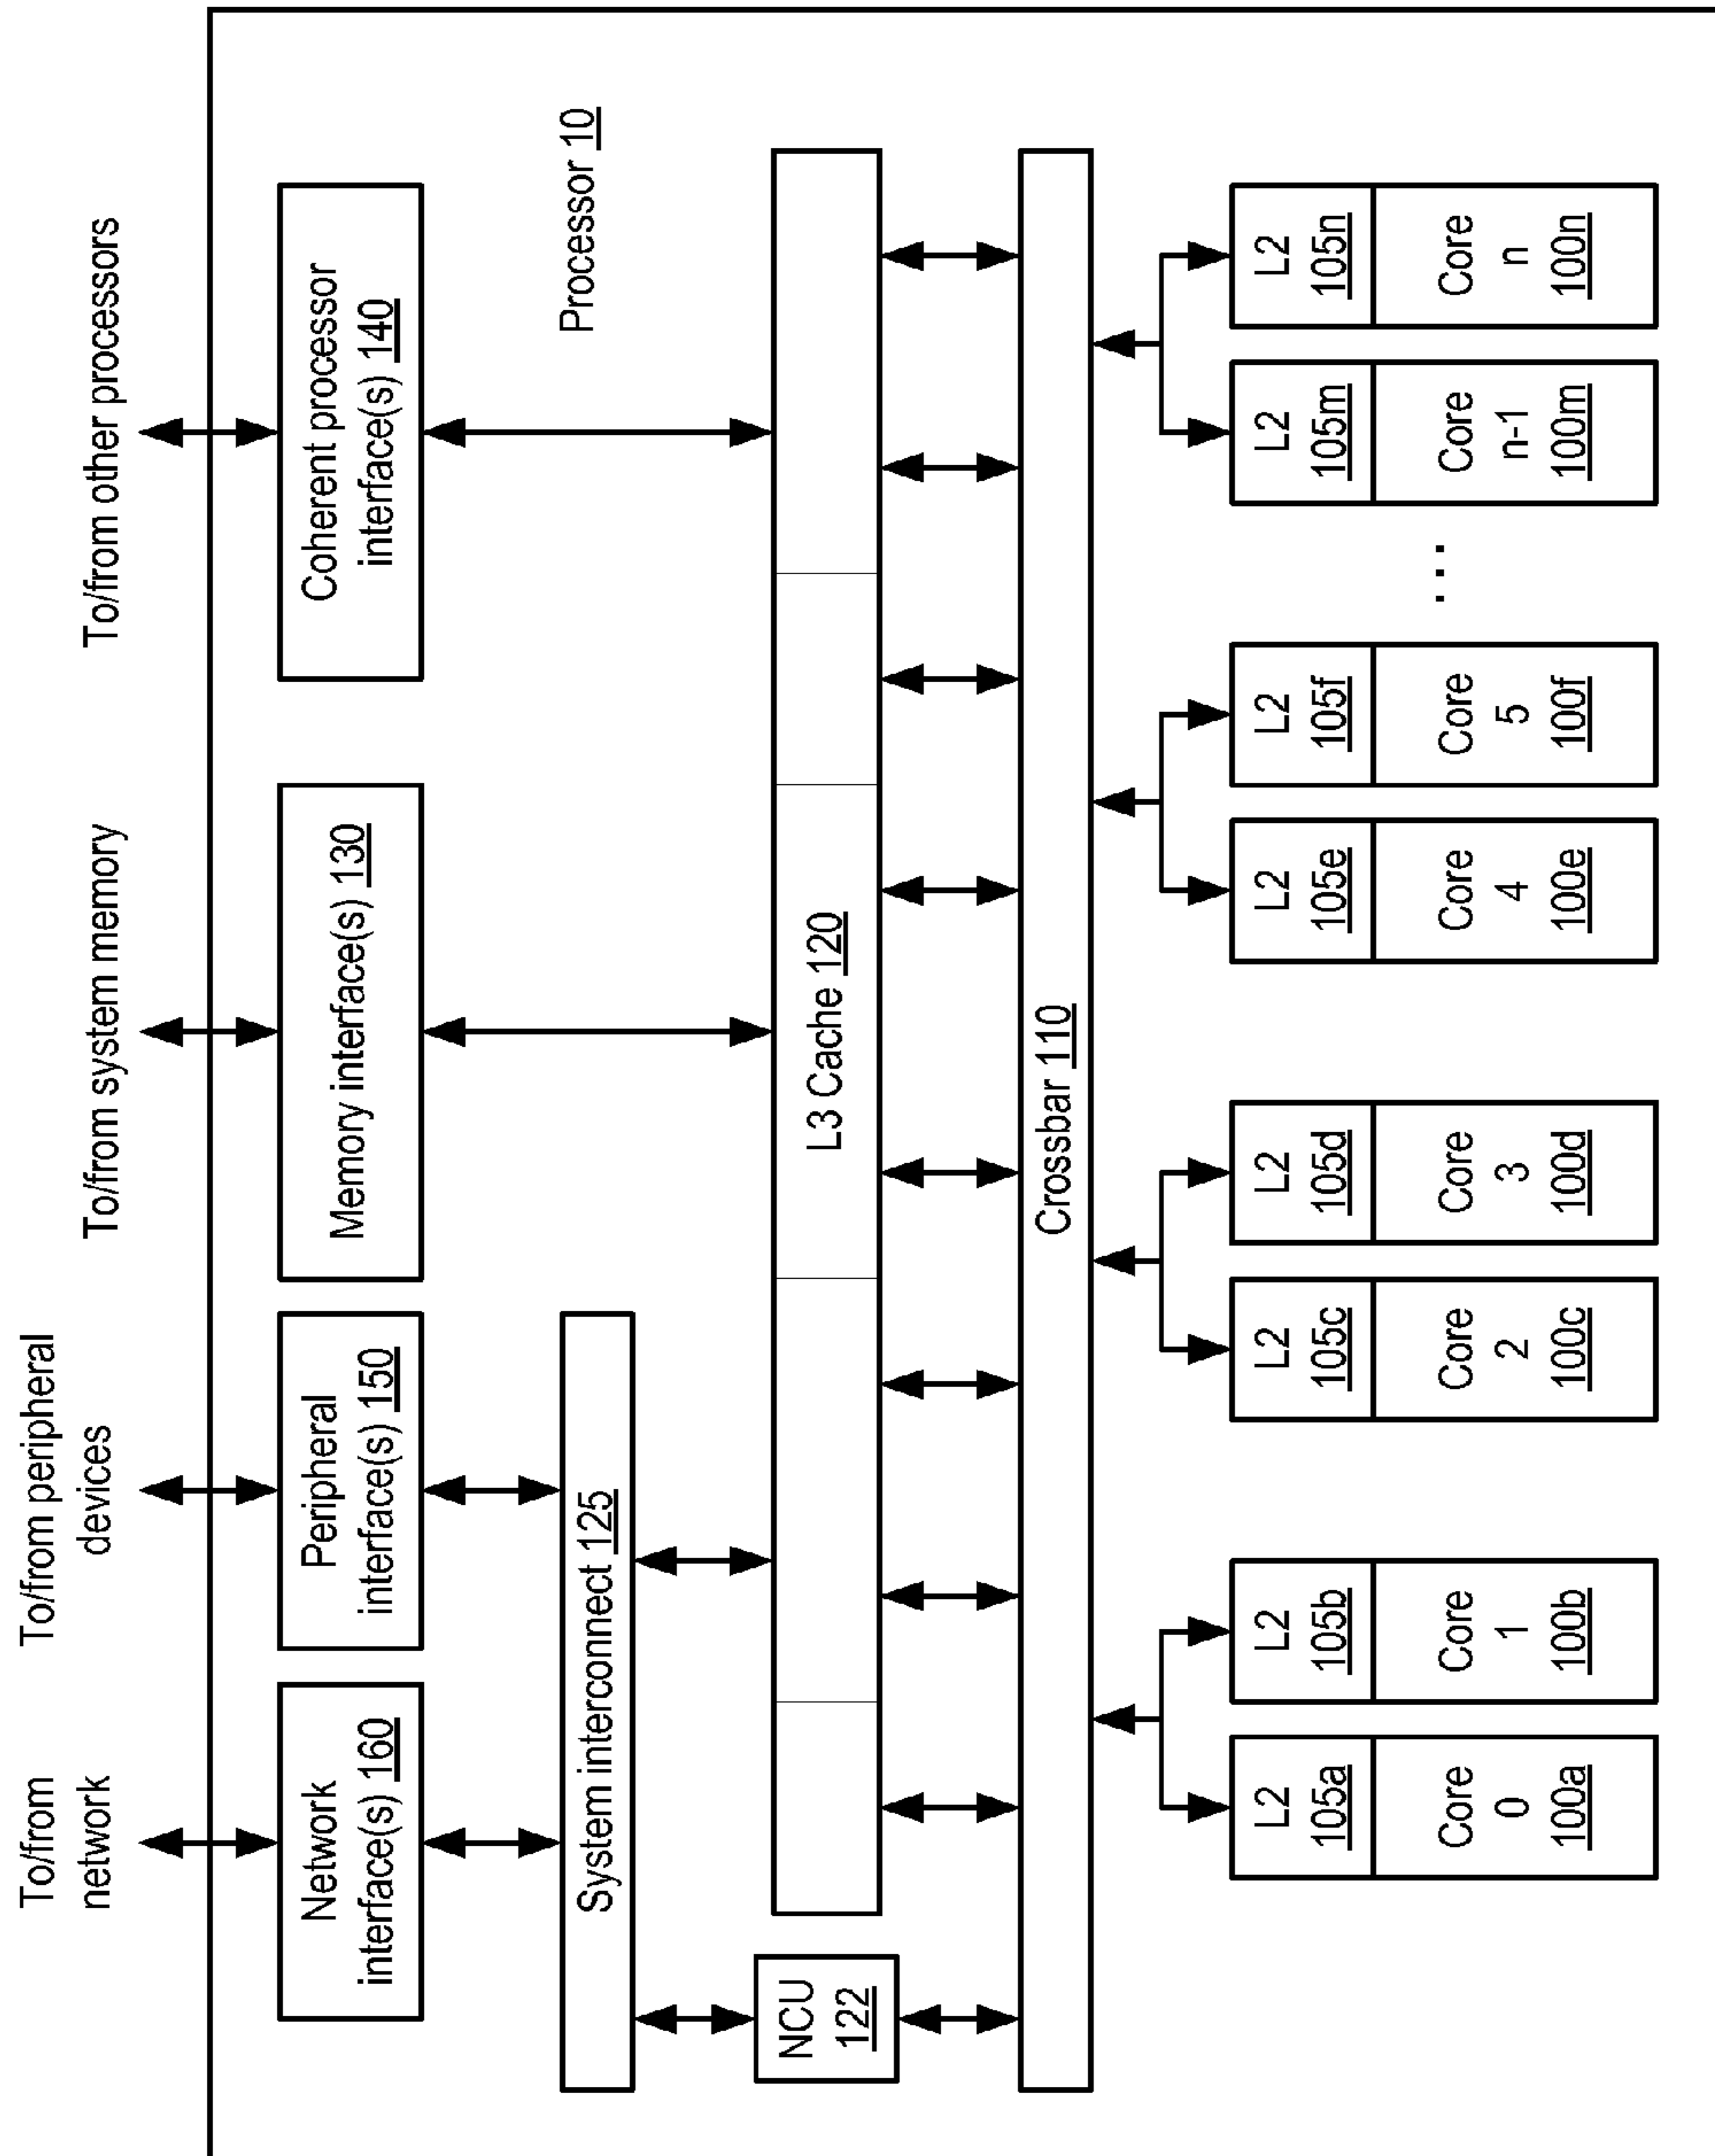 To/from
network
To/from peripheral
devices
To/from system memory
To/from other processors
Network
interface(s) 160
Peripheral
interface(s) 150
Memory interface(s) 130
Coherent processor
interface(s) 140
System interconnect 125
Processor 10
NCU
122
L3 Cache 120
Crossbar 110
L2
105a
Core
0
100a
L2
105b
Core
1
100b
L2
105c
Core
2
100c
L2
105d
Core
3
100d
L2
105e
Core
4
100e
L2
105f
Core
5
100f
...
L2
105m
Core
n-1
100m
L2
105n
Core
n
100n